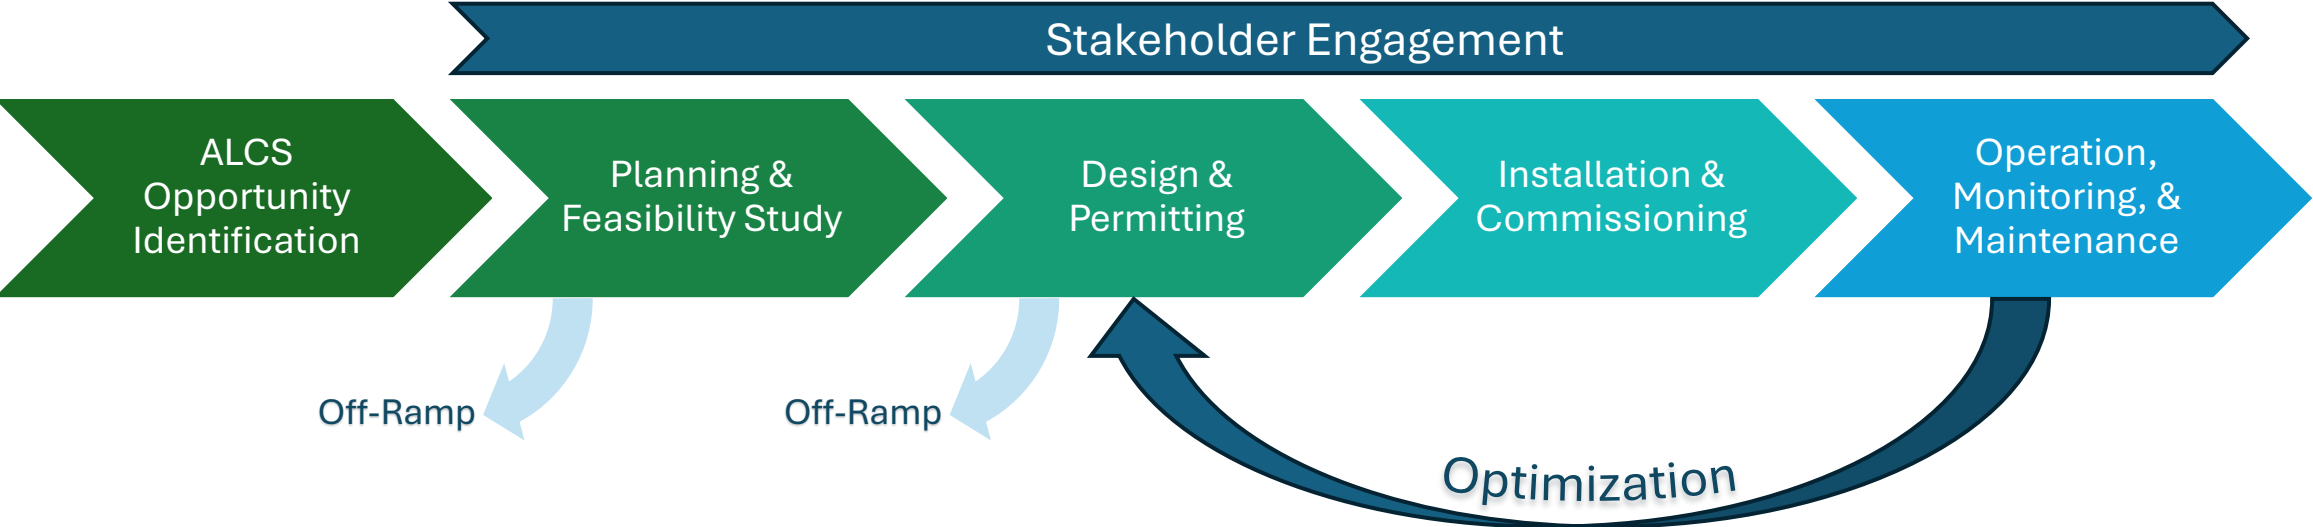 Stakeholder Engagement
ALCS
Opportunity
Identification
Planning &
Feasibility Study
Design &
Permitting
Installation &
Commissioning
Operation,
Monitoring, &
Maintenance
Off-Ramp
Off-Ramp
Optimization